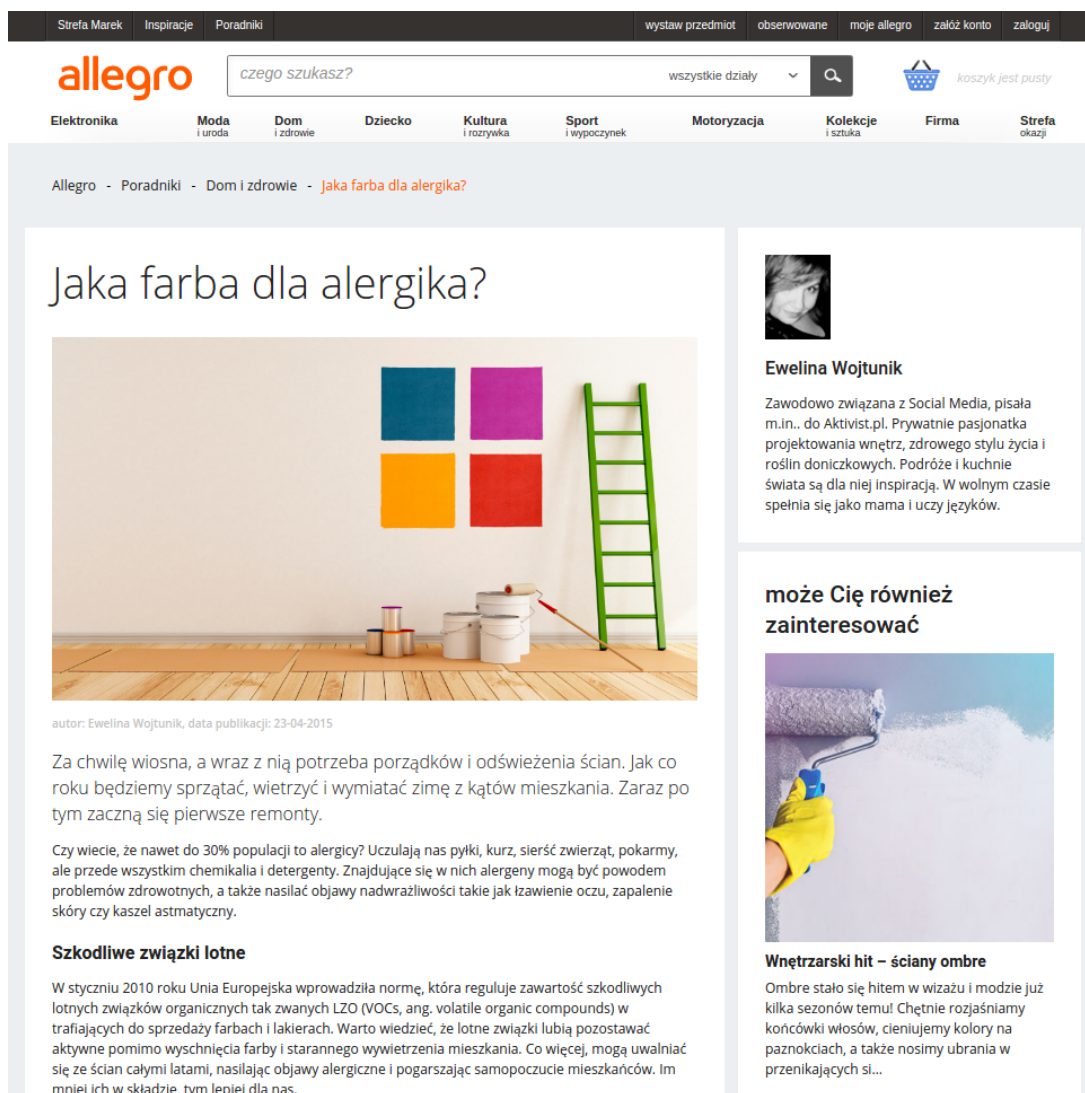 Strefa Marek Inspiracje Poradniki wystaw przedmiot obserwowane moje allegro załóż konto zaloguj
allegro czego szukasz? wszystkie działy koszyk jest pusty
Elektronika Moda Dom Dziecko Kultura Sport Motoryzacja Kolekcje Firma Strefa
i uroda i zdrowie i rozrywka i wypoczynek i sztuka okazji
Allegro - Poradniki - Dom i zdrowie - Jaka farba dla alergika?
Jaka farba dla alergika?
autor: Ewelina Wojtunik, data publikacji: 23-04-2015
Za chwilę wiosna, a wraz z nią potrzeba porządków i odświeżenia ścian. Jak co
roku będziemy sprzątać, wietrzyć i wymiatać zimę z kątów mieszkania. Zaraz po
tym zaczną się pierwsze remonty.
Czy wiecie, że nawet do 30% populacji to alergicy? Uczulają nas pyłki, kurz, sierść zwierząt, pokarmy,
ale przede wszystkim chemikalia i detergenty. Znajdujące się w nich alergeny mogą być powodem
problemów zdrowotnych, a także nasilać objawy nadwrażliwości takie jak łzawienie oczu, zapalenie
skóry czy kaszel astmatyczny.
Szkodliwe związki lotne
W styczniu 2010 roku Unia Europejska wprowadziła normę, która reguluje zawartość szkodliwych
lotnych związków organicznych tak zwanych LZO (VOCs, ang. volatile organic compounds) w
trafiających do sprzedaży farbach i lakierach. Warto wiedzieć, że lotne związki lubią pozostawać
aktywne pomimo wyschnięcia farby i starannego wywietrzenia mieszkania. Co więcej, mogą uwalniać
się ze ścian całymi latami, nasilając objawy alergiczne i pogarszając samopoczucie mieszkańców. Im
mniej ich w składzie, tym lepiej dla nas.
Ewelina Wojtunik
Zawodowo związana z Social Media, pisała
m.in.. do Aktivist.pl. Prywatnie pasjonatka
projektowania wnętrz, zdrowego stylu życia i
roślin doniczkowych. Podróże i kuchnie
świata są dla niej inspiracją. W wolnym czasie
spełnia się jako mama i uczy języków.
może Cię również
zainteresować
Wnętrzarski hit – ściany ombre
Ombre stało się hitem w wizażu i modzie już
kilka sezonów temu! Chętnie rozjaśniamy
końcówki włosów, cieniujemy kolory na
paznokciach, a także nosimy ubrania w
przenikających si...